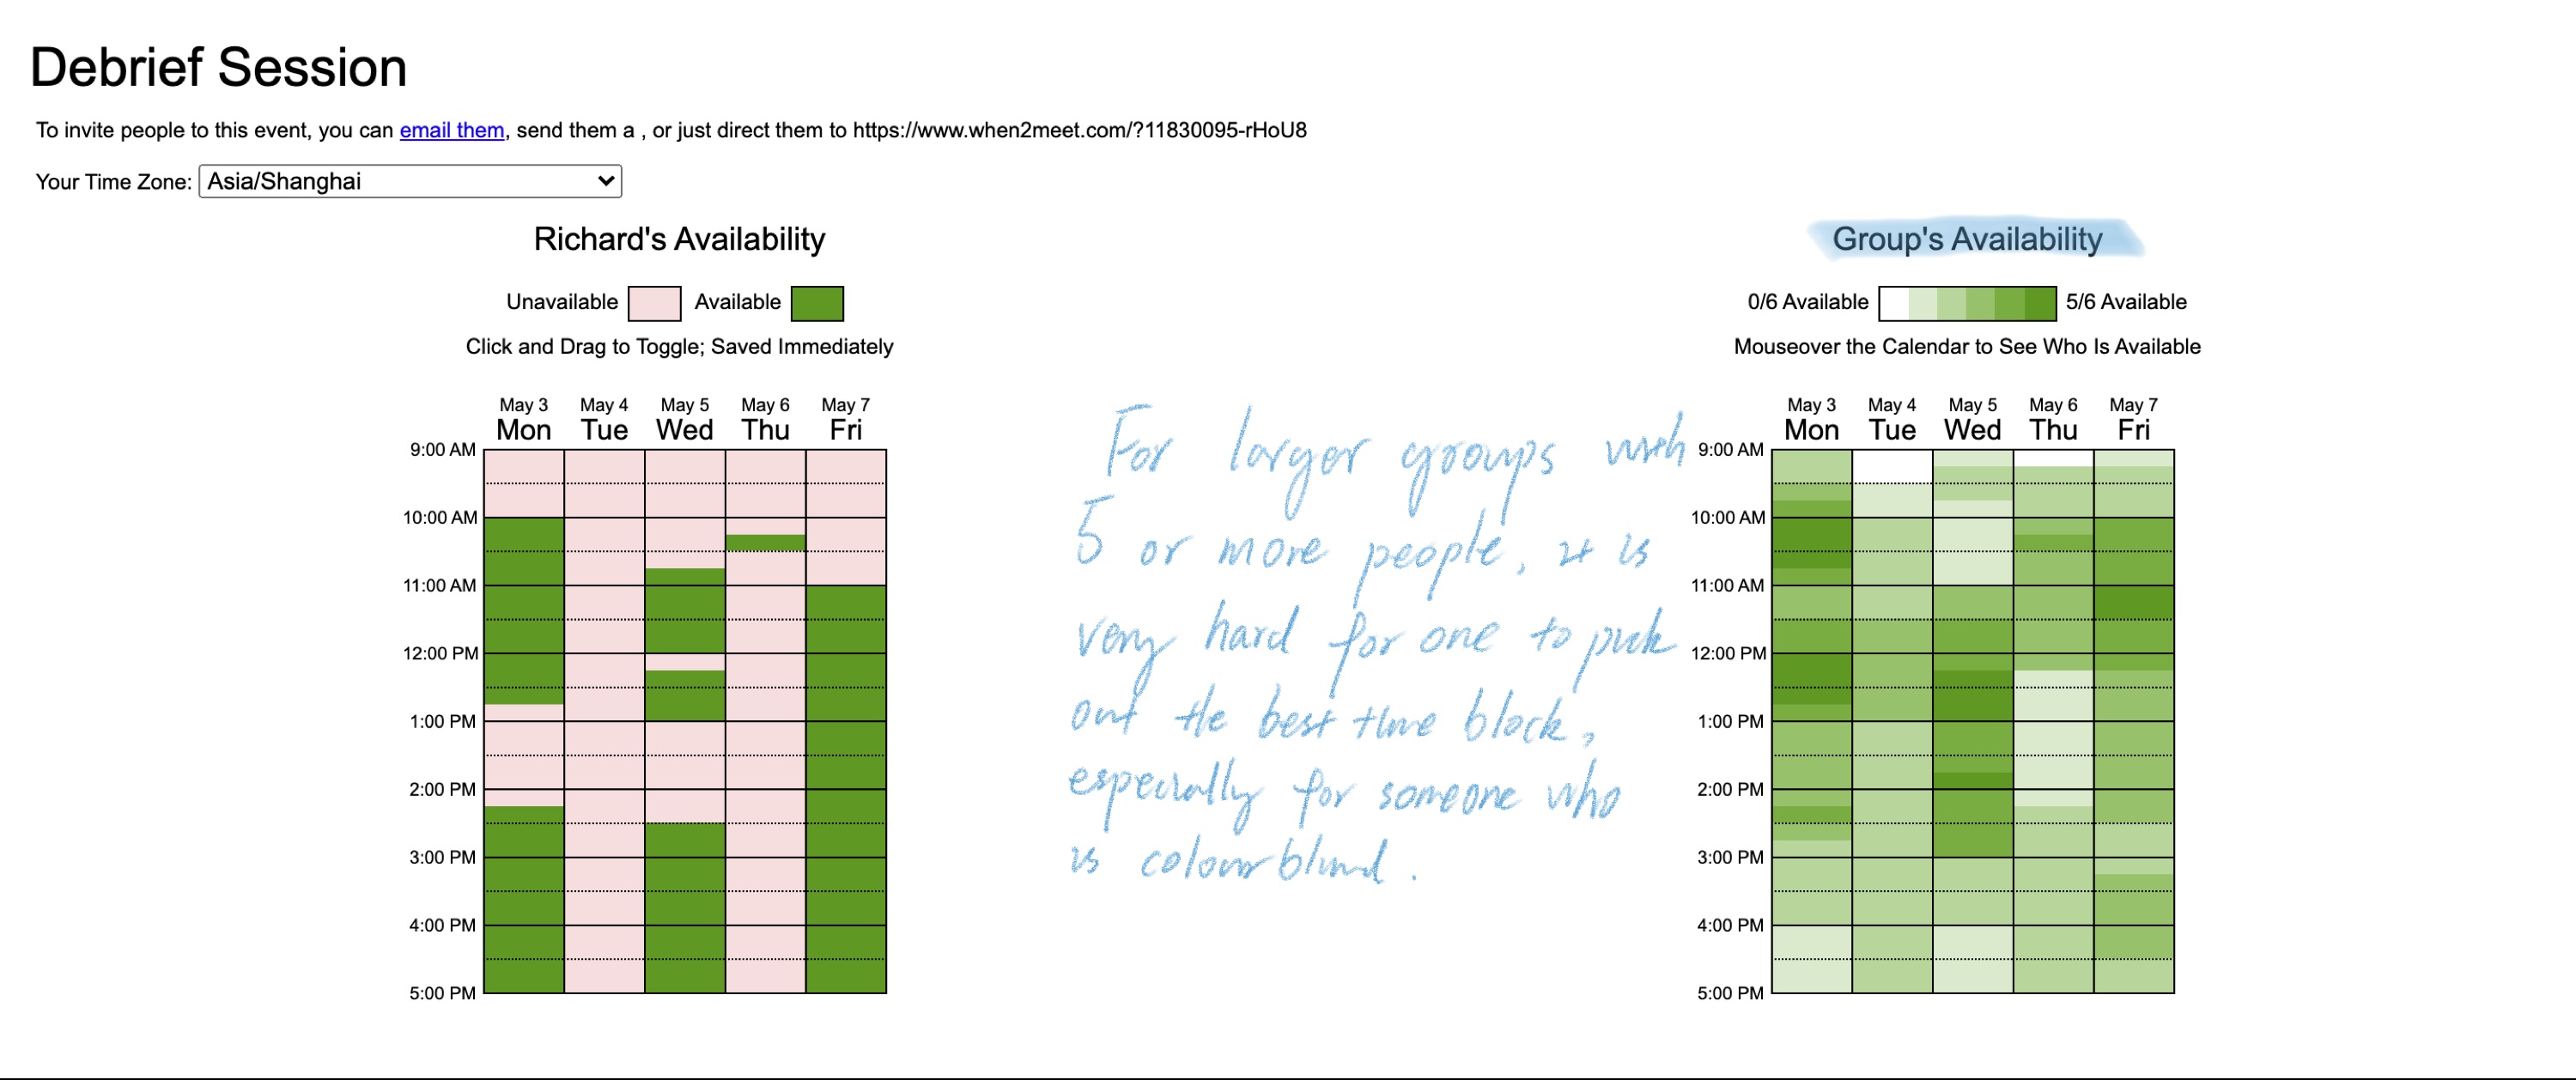 Debrief Session
To invite people to this event, you can email them, send them a , or just direct them to https://www.when2meet.com/?11830095-rHoU8
Your Time Zone: Asia/Shanghai
Richard's Availability
Unavailable Available
Click and Drag to Toggle; Saved Immediately
May 3 May 4 May 5 May 6 May 7
Mon Tue Wed Thu Fri
9:00 AM
10:00 AM
11:00 AM
12:00 PM
1:00 PM
2:00 PM
3:00 PM
4:00 PM
5:00 PM
For larger groups with
5 or more people, it is
very hard for one to pick
out the best time block,
especially for someone who
is colour blind.
Group's Availability
0/6 Available 5/6 Available
Mouseover the Calendar to See Who Is Available
May 3 May 4 May 5 May 6 May 7
Mon Tue Wed Thu Fri
9:00 AM
10:00 AM
11:00 AM
12:00 PM
1:00 PM
2:00 PM
3:00 PM
4:00 PM
5:00 PM